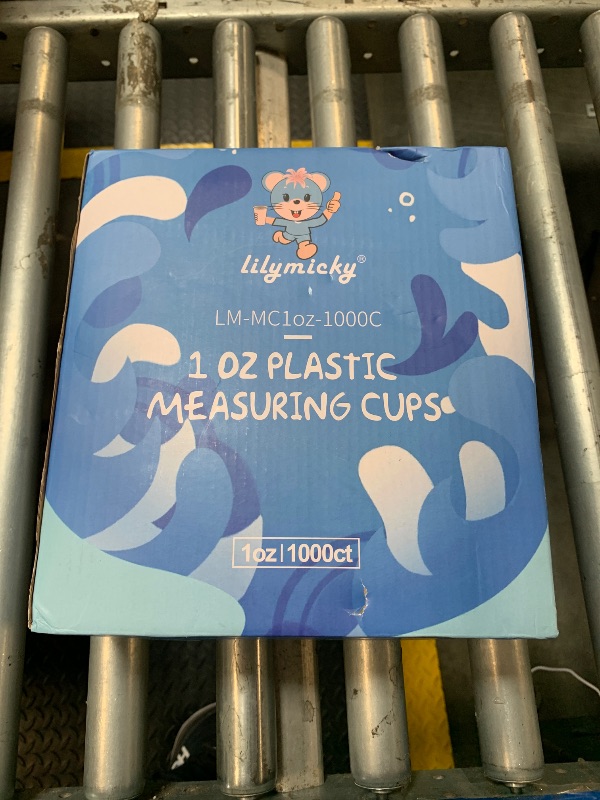 lilymicky®
LM-MC1oz-1000C
1 OZ PLASTIC
MEASURING CUPS
1oz|1000ct